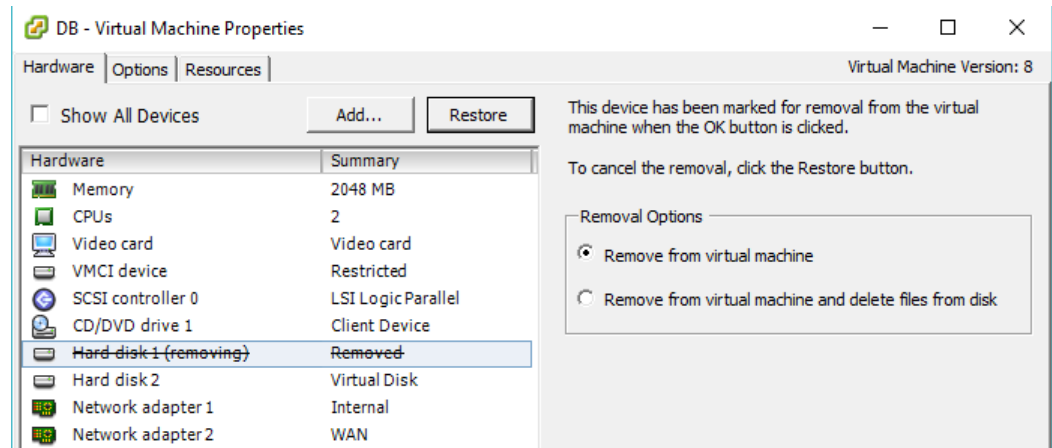 DB - Virtual Machine Properties
Hardware Options Resources Virtual Machine Version: 8
Show All Devices Add... Restore
Hardware Summary
Memory 2048 MB
CPUs 2
Video card Video card
VMCI device Restricted
SCSI controller 0 LSI Logic Parallel
CD/DVD drive 1 Client Device
Hard disk 1 (removing) Removed
Hard disk 2 Virtual Disk
Network adapter 1 Internal
Network adapter 2 WAN
This device has been marked for removal from the virtual
machine when the OK button is clicked.
To cancel the removal, click the Restore button.
Removal Options
Remove from virtual machine
Remove from virtual machine and delete files from disk